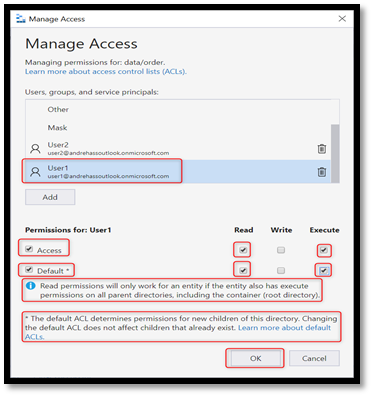 Manage Access
Manage Access
Managing permissions for: data/order.
Learn more about access control lists (ACLs).
Users, groups, and service principals:
Other
Mask
User2
user2@andrehassoutlook.onmicrosoft.com
User1
user1@andrehassoutlook.onmicrosoft.com
Add
Permissions for: User1 Read Write Execute
Access
Default *
Read permissions will only work for an entity if the entity also has execute
permissions on all parent directories, including the container (root directory).
* The default ACL determines permissions for new children of this directory. Changing
the default ACL does not affect children that already exist. Learn more about default
ACLs.
OK Cancel